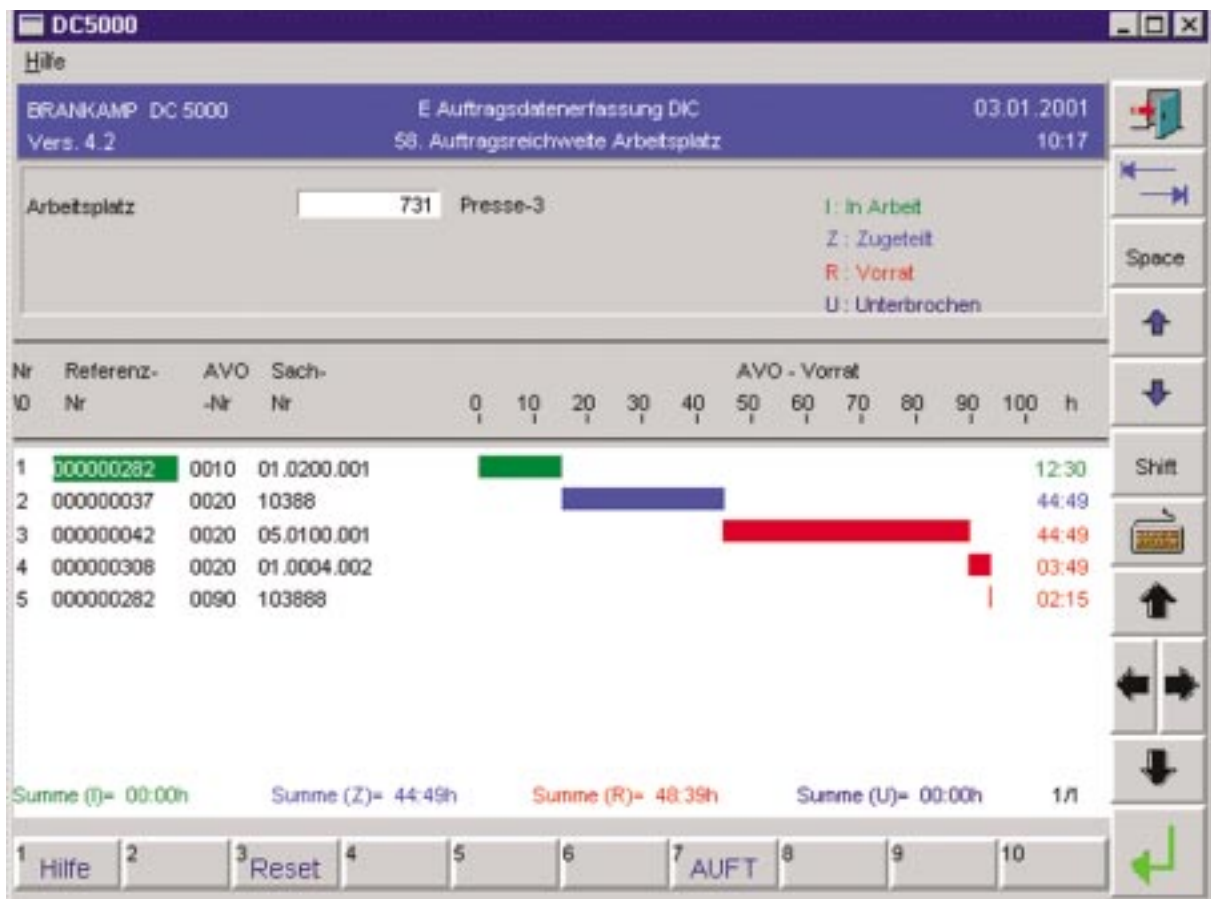 DC5000
Hilfe
BRANKAMP DC 5000 E Auftragsdatenerfassung DIC 03.01.2001
Vers. 4.2 58. Auftragsreichweite Arbeitsplatz 10:17
Arbeitsplatz 731 Presse-3 I : In Arbeit
Z : Zugeteilt
R : Vorrat
U : Unterbrochen
Space
Nr Referenz- AVO Sach- AVO - Vorrat
Nr -Nr Nr 0 10 20 30 40 50 60 70 80 90 100 h
1 000000282 0010 01.0200.001 12:30
2 000000037 0020 10388 44:49
3 000000042 0020 05.0100.001 44:49
4 000000308 0020 01.0004.002 03:49
5 000000282 0090 103888 02:15
Shift
Summe (I)= 00:00h Summe (Z)= 44:49h Summe (R)= 48:39h Summe (U)= 00:00h 1/1
1 Hilfe 2 3 Reset 4 5 6 7 AUFT 8 9 10